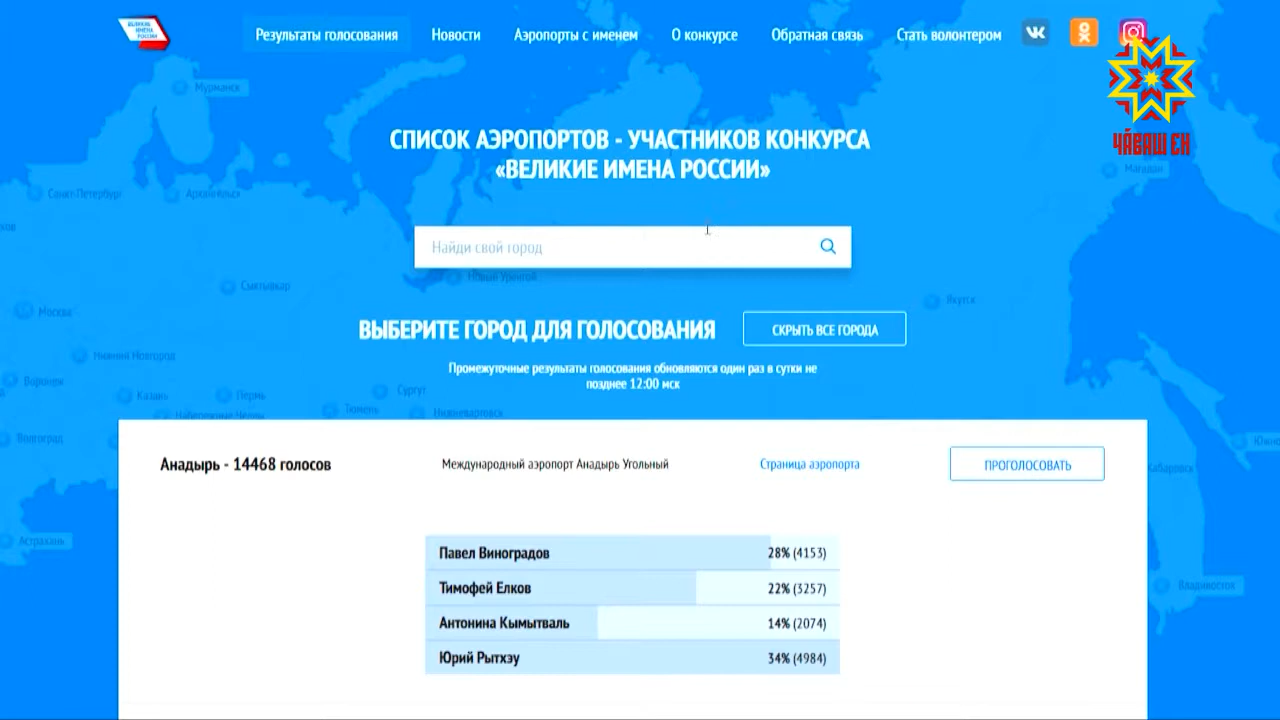 ВЕЛИКИЕ
ИМЕНА
РОССИИ
Результаты голосования
Новости
Аэропорты с именем
О конкурсе
Обратная связь
Стать волонтером
ЧӐВАШ ЕН
Мурманск
СПИСОК АЭРОПОРТОВ - УЧАСТНИКОВ КОНКУРСА
«ВЕЛИКИЕ ИМЕНА РОССИИ»
Магадан
Санкт-Петербург
Архангельск
Найди свой город
Новый Уренгой
Сыктывкар
Якутск
Москва
ВЫБЕРИТЕ ГОРОД ДЛЯ ГОЛОСОВАНИЯ
СКРЫТЬ ВСЕ ГОРОДА
Нижний Новгород
Промежуточные результаты голосования обновляются один раз в сутки не
позднее 12:00 мск
Воронеж
Казань
Пермь
Сургут
Набережные Челны
Тюмень
Нижневартовск
Волгоград
Хабаровск
Анадырь - 14468 голосов
Международный аэропорт Анадырь Угольный
Страница аэропорта
ПРОГОЛОСОВАТЬ
Астрахань
Владивосток
Павел Виноградов 28% (4153)
Тимофей Елков 22% (3257)
Антонина Кымытваль 14% (2074)
Юрий Рытхэу 34% (4984)